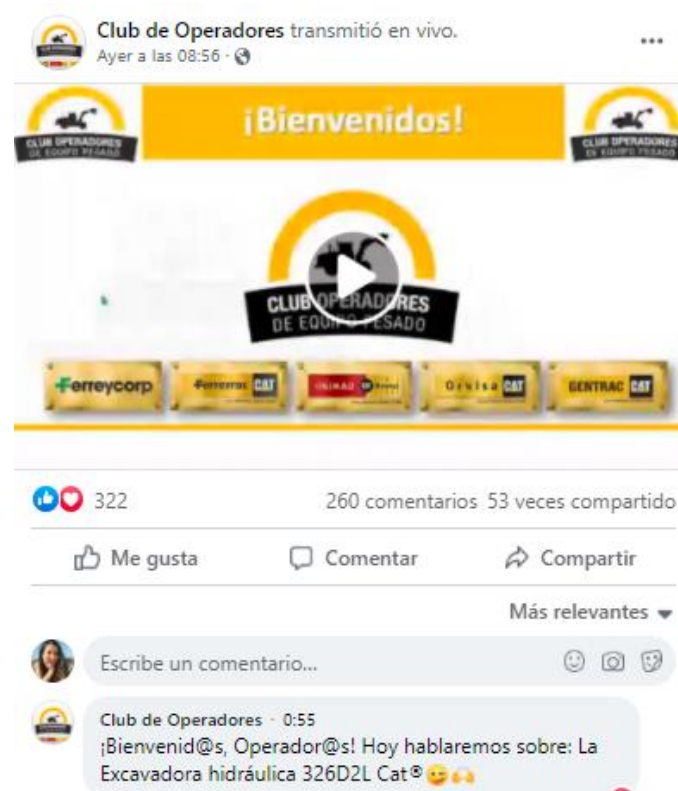 Club de Operadores transmitió en vivo.
Ayer a las 08:56 ·
¡Bienvenidos!
CLUB OPERADORES
DE EQUIPO PESADO
CLUB OPERADORES
DE EQUIPO PESADO
CLUB OPERADORES
DE EQUIPO PESADO
Ferreycorp
Ferreyros CAT
UNIMAQ
Orvisa CAT
GENTRAC CAT
322
260 comentarios 53 veces compartido
Me gusta
Comentar
Compartir
Más relevantes
Escribe un comentario...
Club de Operadores · 0:55
¡Bienvenid@s, Operador@s! Hoy hablaremos sobre: La
Excavadora hidráulica 326D2L Cat®😉🙌